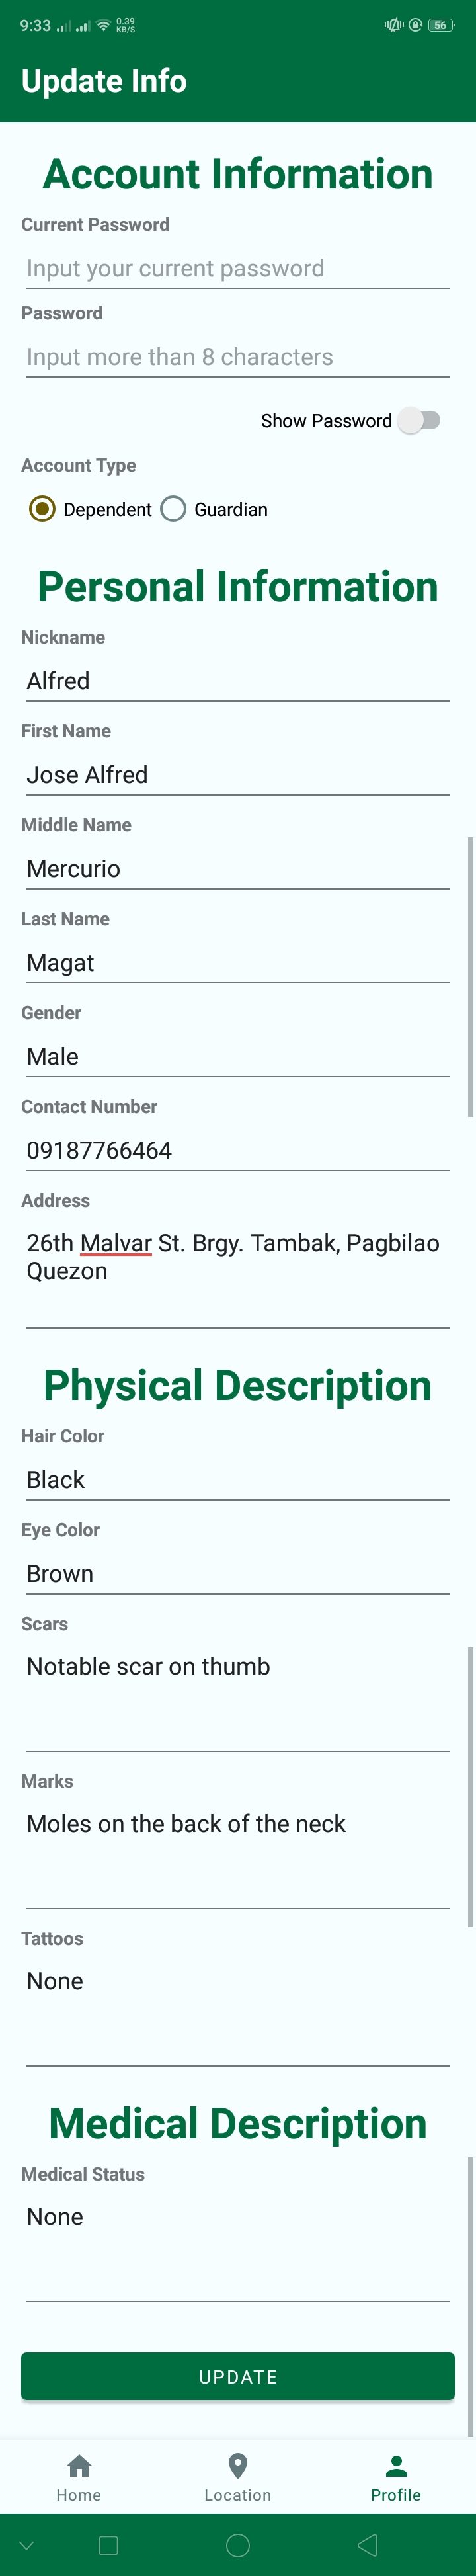 9:33 0.39 KB/S 56
Update Info
Account Information
Current Password
Input your current password
Password
Input more than 8 characters
Show Password
Account Type
Dependent Guardian
Personal Information
Nickname
Alfred
First Name
Jose Alfred
Middle Name
Mercurio
Last Name
Magat
Gender
Male
Contact Number
09187766464
Address
26th Malvar St. Brgy. Tambak, Pagbilao
Quezon
Physical Description
Hair Color
Black
Eye Color
Brown
Scars
Notable scar on thumb
Marks
Moles on the back of the neck
Tattoos
None
Medical Description
Medical Status
None
UPDATE
Home Location Profile